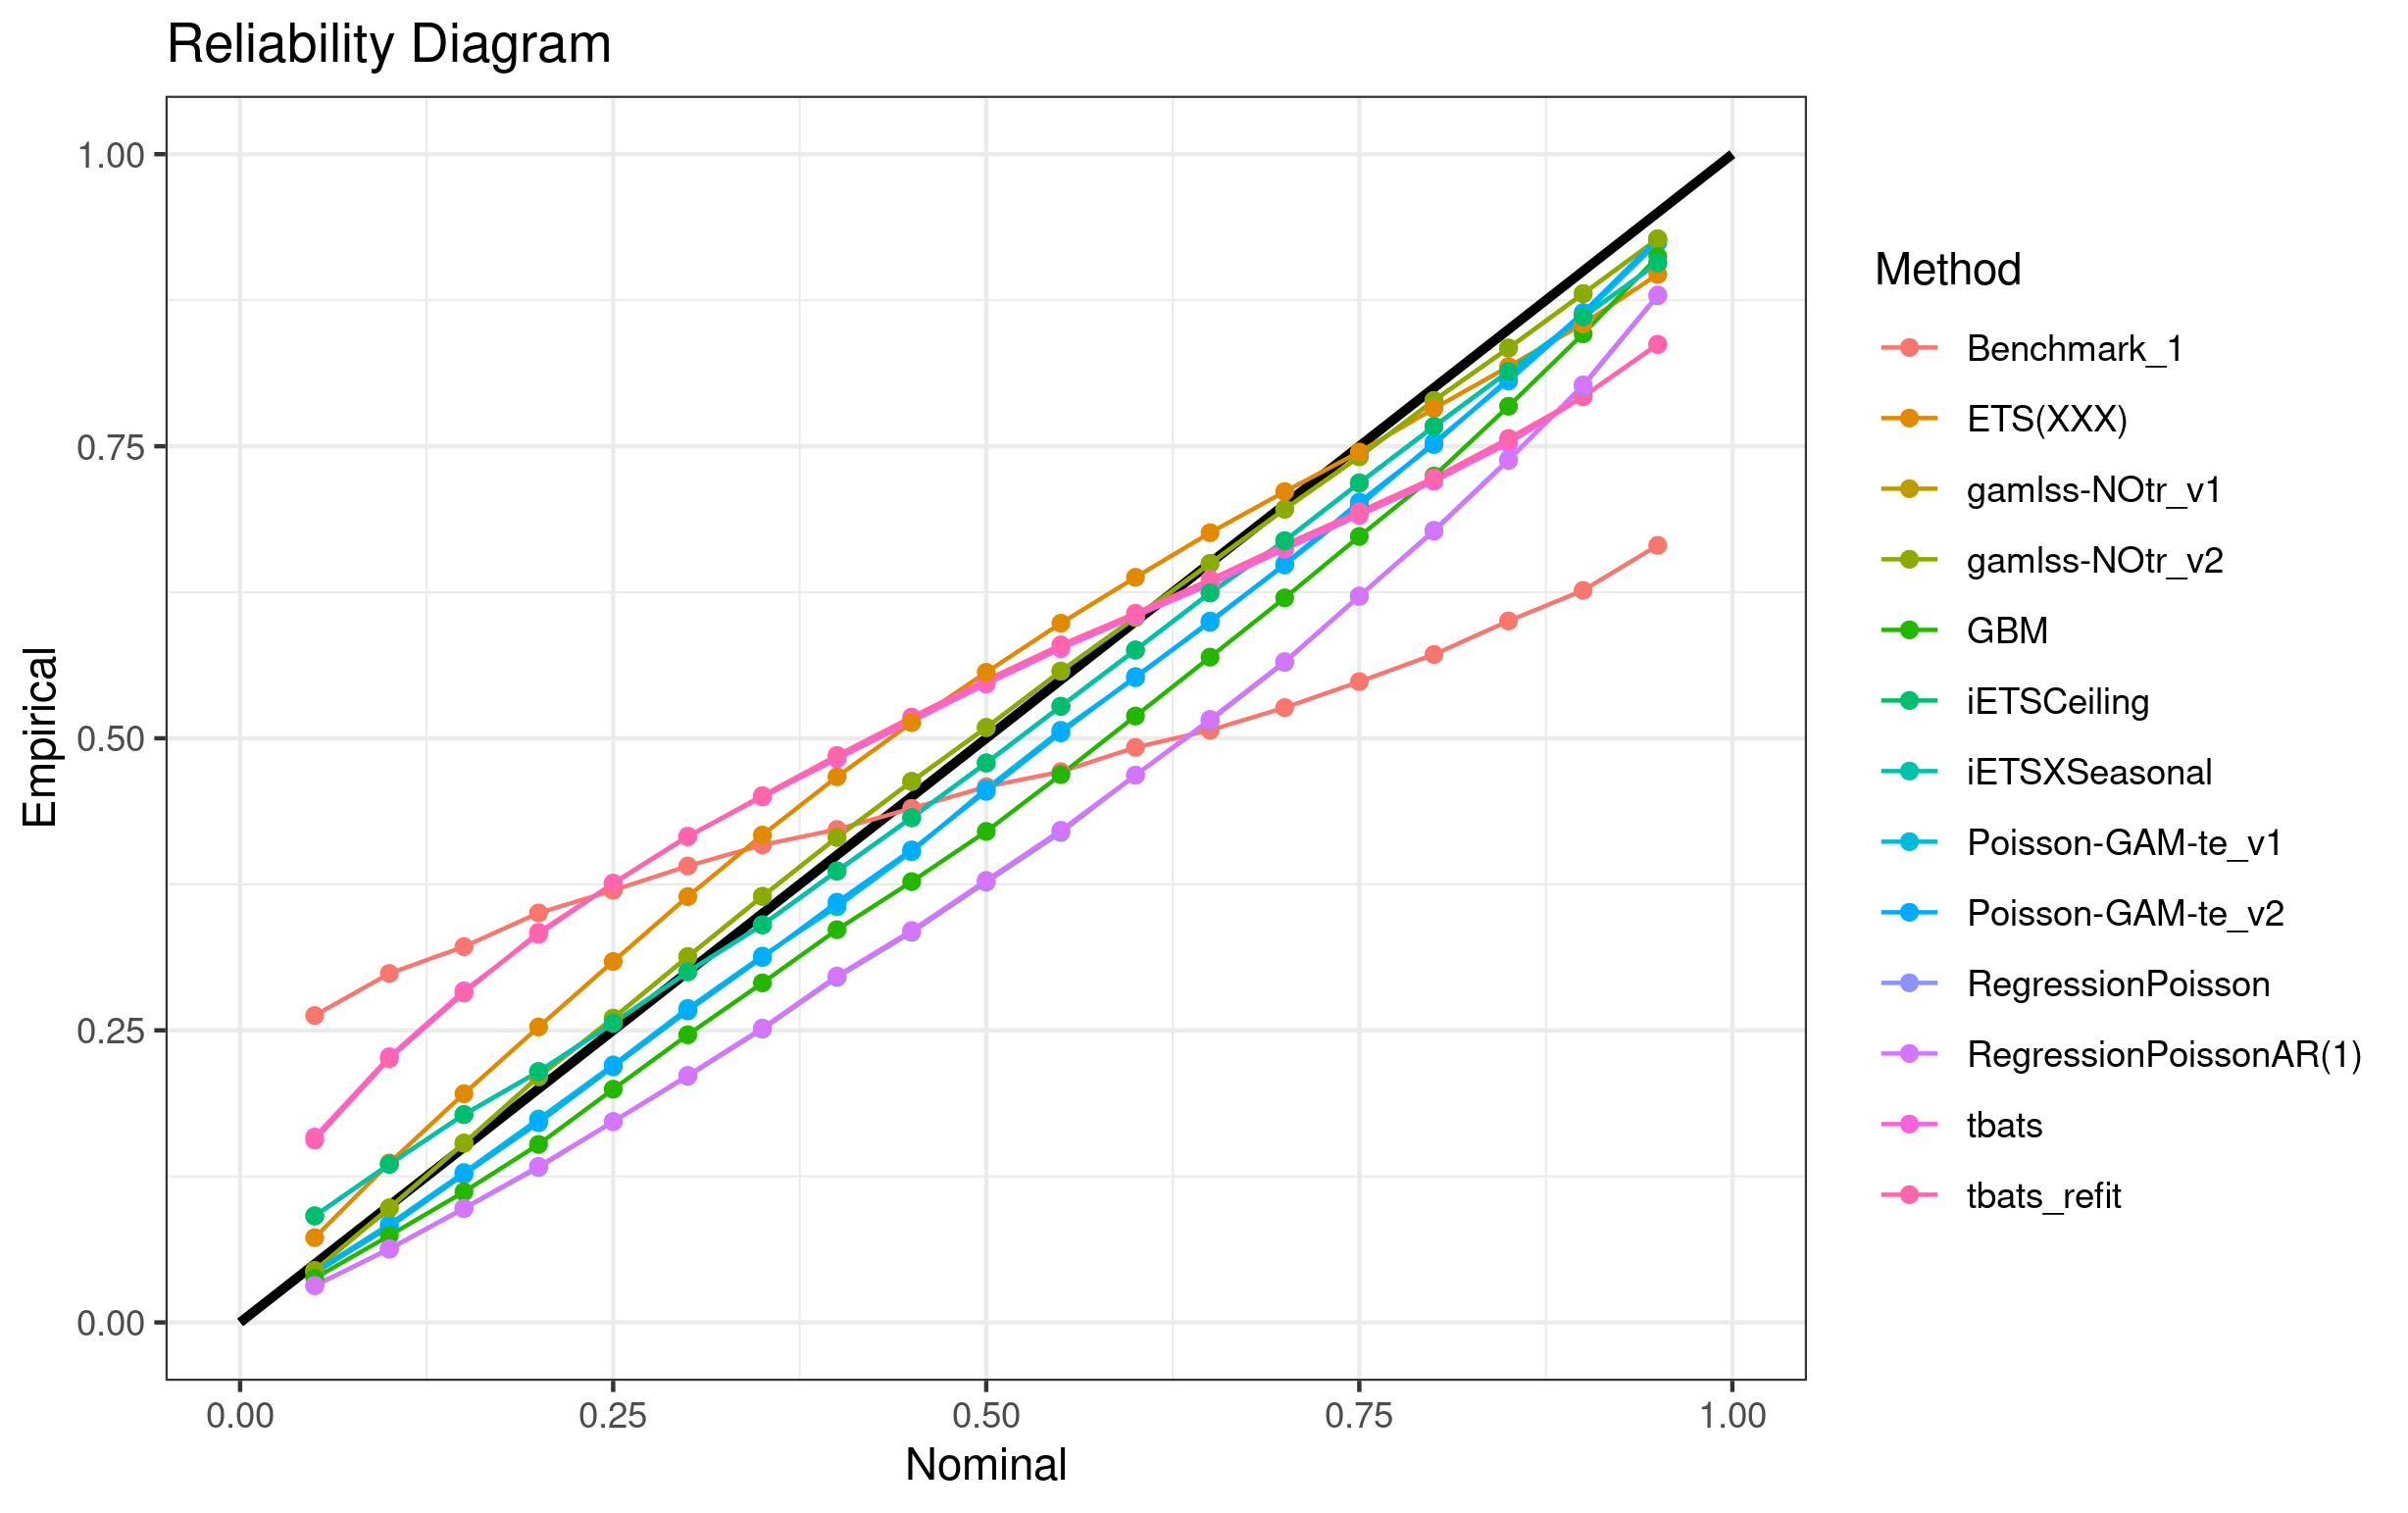 Reliability Diagram
1.00
0.75
0.50
0.25
0.00
Empirical
0.00
0.25
0.50
0.75
1.00
Nominal
Method
Benchmark_1
ETS(XXX)
gamlss-NOtr_v1
gamlss-NOtr_v2
GBM
iETSCeiling
iETSXSeasonal
Poisson-GAM-te_v1
Poisson-GAM-te_v2
RegressionPoisson
RegressionPoissonAR(1)
tbats
tbats_refit